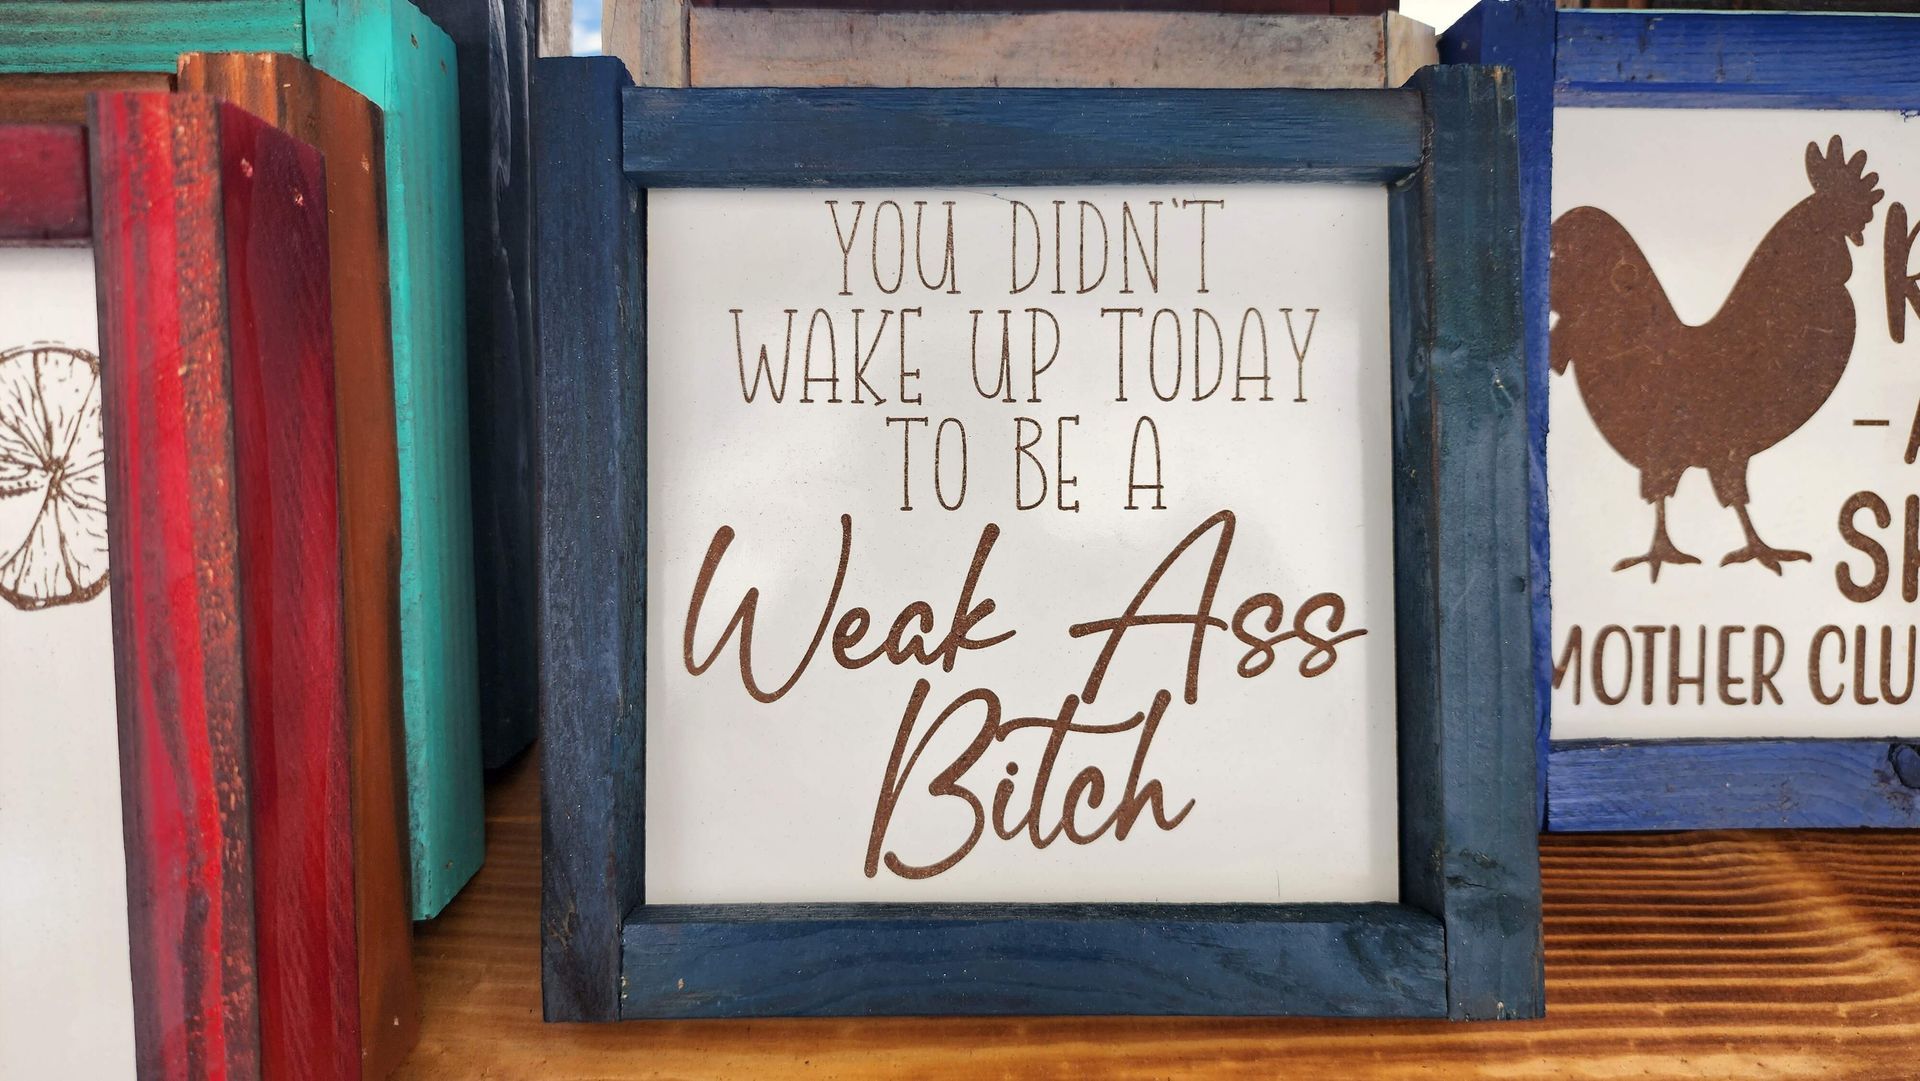 YOU DIDN'T
WAKE UP TODAY
TO BE A
Weak Ass
Bitch
MOTHER